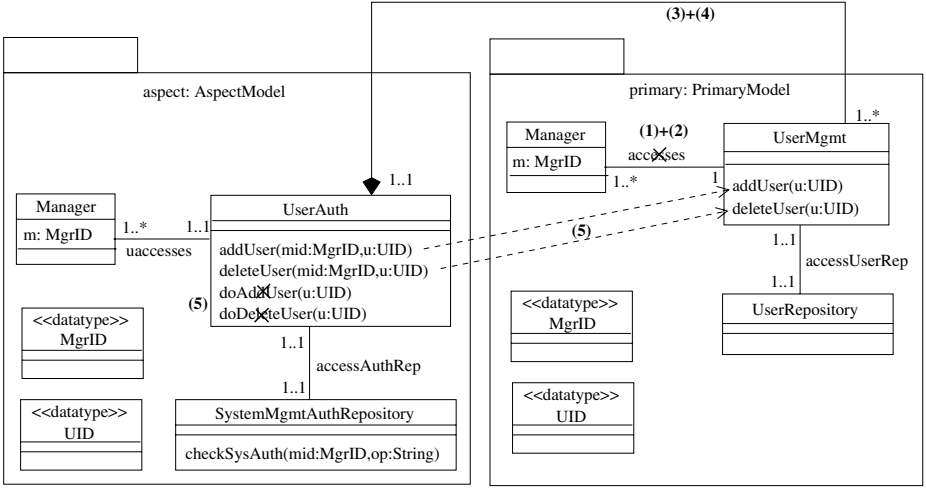 (3)+(4)
aspect: AspectModel
primary: PrimaryModel
1..*
Manager
m: MgrID
(1)+(2)
accesses
1..*
1
UserMgmt
addUser(u:UID)
deleteUser(u:UID)
1..1
Manager
m: MgrID
1..*
1..1
uaccesses
UserAuth
addUser(mid:MgrID,u:UID)
deleteUser(mid:MgrID,u:UID)
doAddUser(u:UID)
doDeleteUser(u:UID)
(5)
(5)
1..1
accessUserRep
1..1
UserRepository
<<datatype>>
MgrID
1..1
accessAuthRep
1..1
<<datatype>>
MgrID
<<datatype>>
UID
SystemMgmtAuthRepository
checkSysAuth(mid:MgrID,op:String)
<<datatype>>
UID